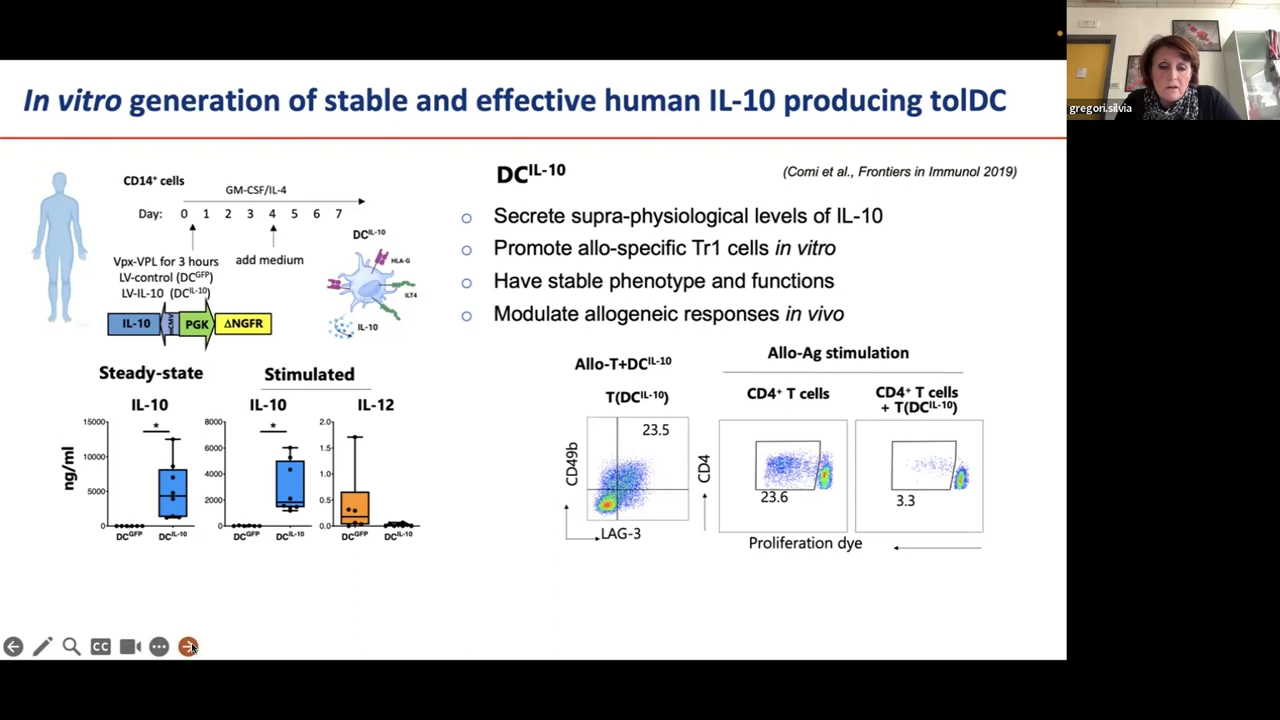 In vitro generation of stable and effective human IL-10 producing tolDC
gregori.silvia
CD14⁺ cells
GM-CSF/IL-4
Day: 0 1 2 3 4 5 6 7
Vpx-VPL for 3 hours
LV-control (DCᴳᶠᴾ)
LV-IL-10 (DCᴵᴸ⁻¹⁰)
add medium
DCᴵᴸ⁻¹⁰
HLA-G
ILT4
IL-10
IL-10 mCMV PGK ΔNGFR
DCᴵᴸ⁻¹⁰
(Comi et al., Frontiers in Immunol 2019)
Secrete supra-physiological levels of IL-10
Promote allo-specific Tr1 cells in vitro
Have stable phenotype and functions
Modulate allogeneic responses in vivo
Steady-state
Stimulated
IL-10
IL-10
IL-12
ng/ml
15000
10000
5000
0
*
DCᴳᶠᴾ DCᴵᴸ⁻¹⁰
8000
6000
4000
2000
0
*
DCᴳᶠᴾ DCᴵᴸ⁻¹⁰
2.0
1.5
1.0
0.5
0.0
DCᴳᶠᴾ DCᴵᴸ⁻¹⁰
Allo-T+DCᴵᴸ⁻¹⁰
T(DCᴵᴸ⁻¹⁰)
23.5
CD49b
LAG-3
Allo-Ag stimulation
CD4⁺ T cells
CD4⁺ T cells
+ T(DCᴵᴸ⁻¹⁰)
CD4
23.6
3.3
Proliferation dye
CC